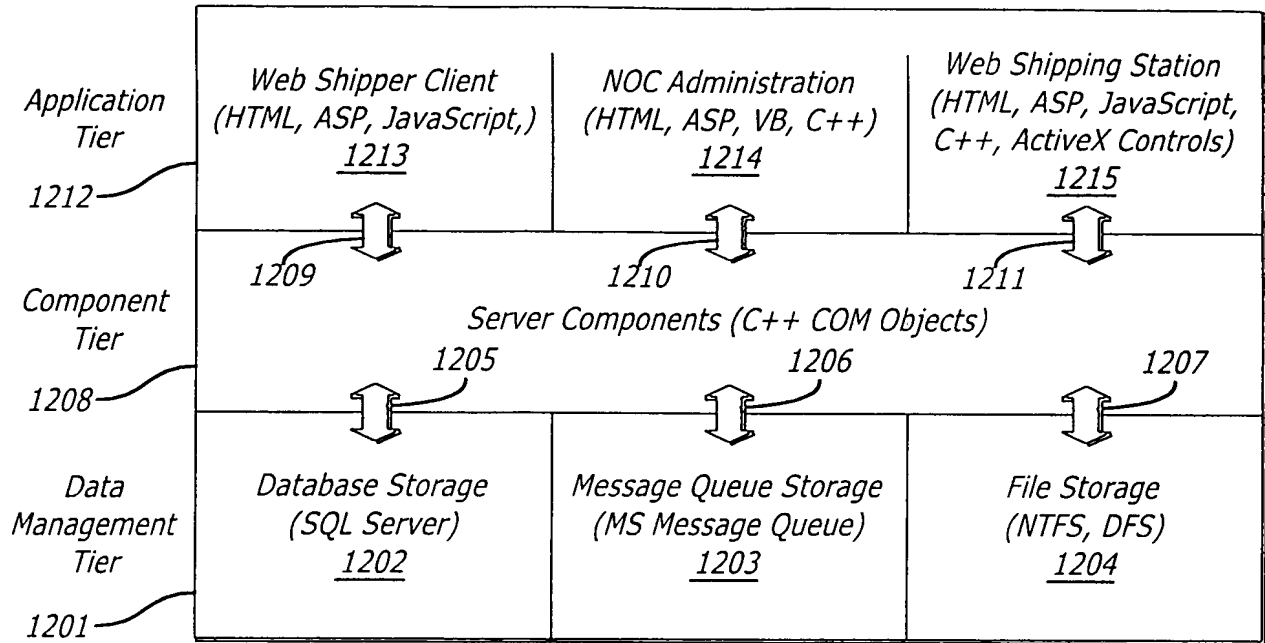 Application
Tier
1212
Web Shipper Client
(HTML, ASP, JavaScript,)
1213
NOC Administration
(HTML, ASP, VB, C++)
1214
Web Shipping Station
(HTML, ASP, JavaScript,
C++, ActiveX Controls)
1215
1209
1210
1211
Component
Tier
1208
Server Components (C++ COM Objects)
1205
1206
1207
Data
Management
Tier
1201
Database Storage
(SQL Server)
1202
Message Queue Storage
(MS Message Queue)
1203
File Storage
(NTFS, DFS)
1204